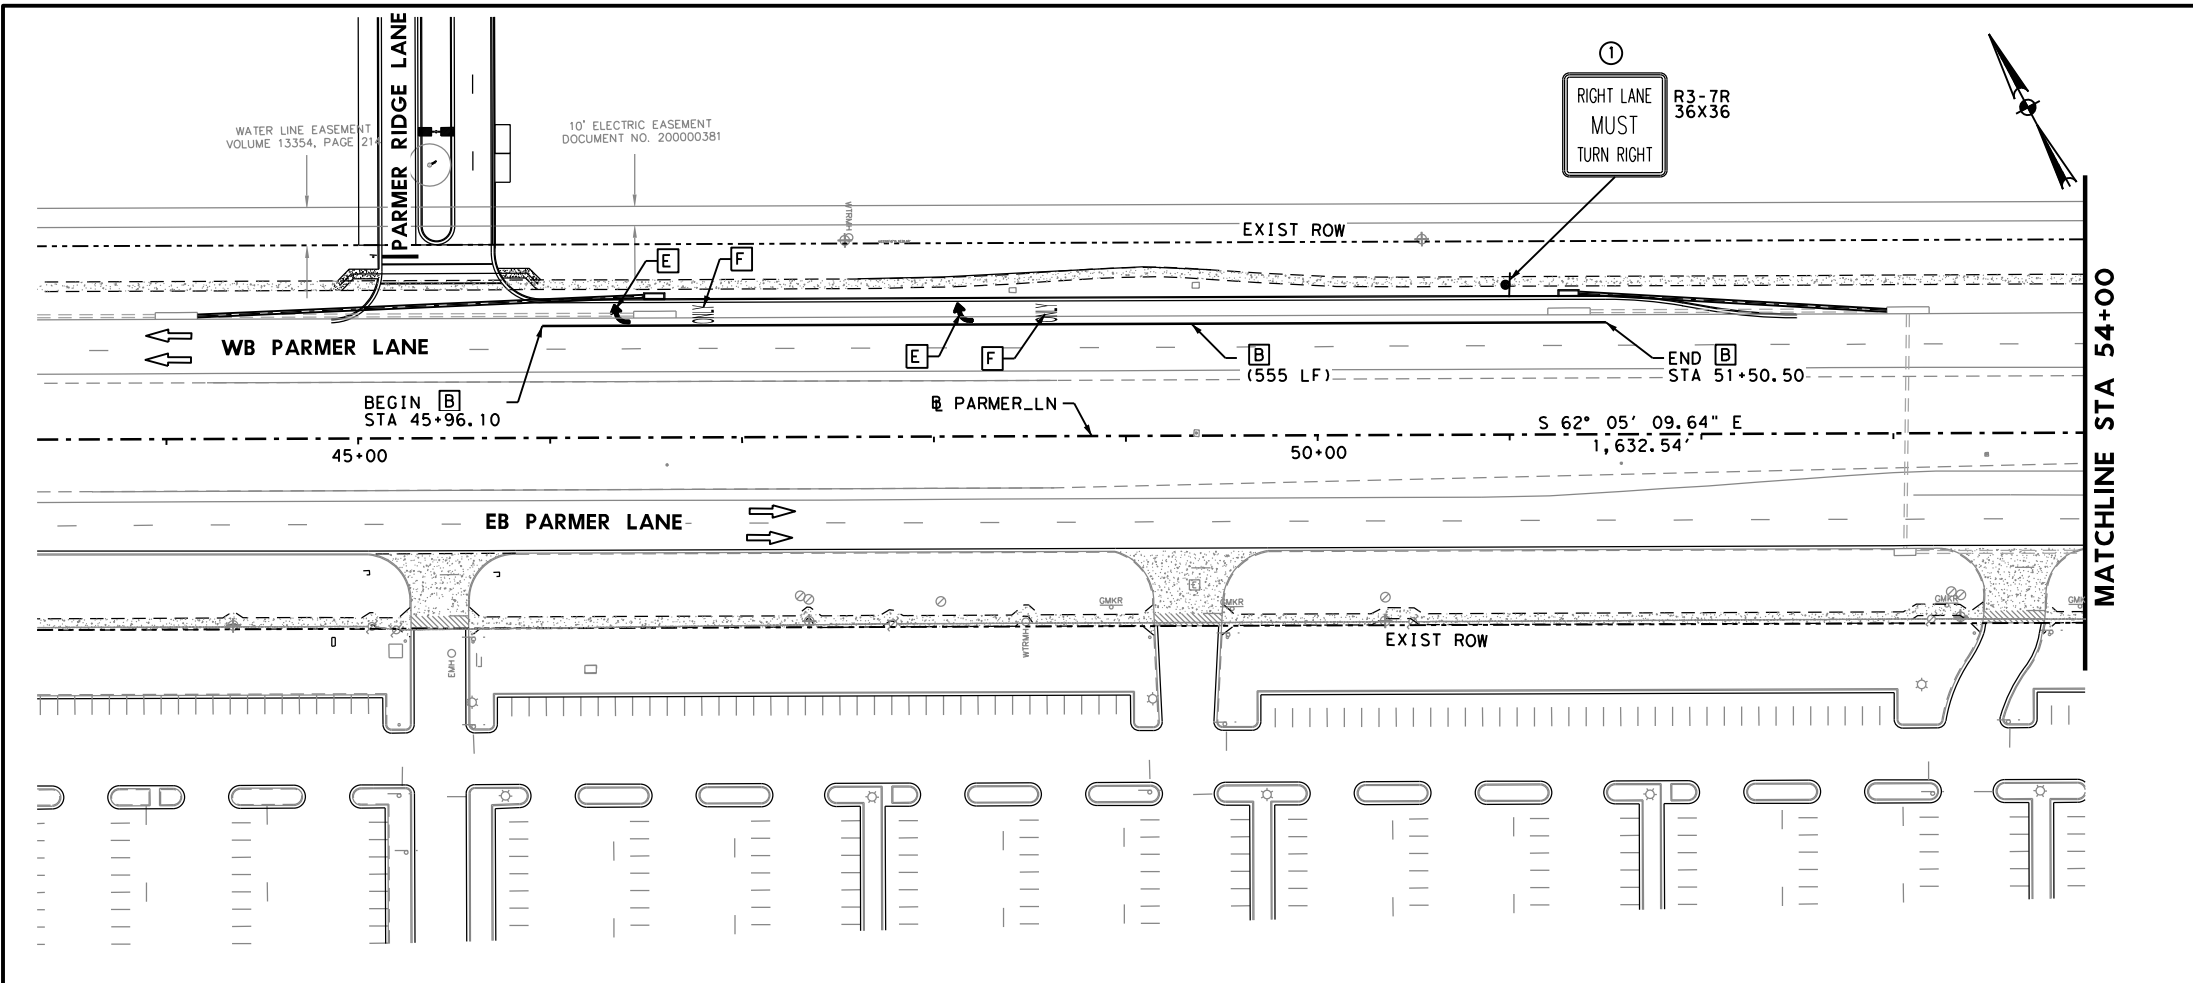 PARMER RIDGE LANE
WATER LINE EASEMENT
VOLUME 13354, PAGE 21
10' ELECTRIC EASEMENT
DOCUMENT NO. 200000381
1
RIGHT LANE
MUST
TURN RIGHT
R3-7R
36X36
WTRMH
EXIST ROW
E
F
ONLY
ONLY
WB PARMER LANE
E
F
B
(555 LF)
END B
STA 51+50.50
BEGIN B
STA 45+96.10
BL PARMER_LN
S 62° 05' 09.64" E
1,632.54'
45+00
50+00
MATCHLINE STA 54+00
EB PARMER LANE
E
GMKR
GMKR
GMKR
GMK
WTRMH
EXIST ROW
EMH